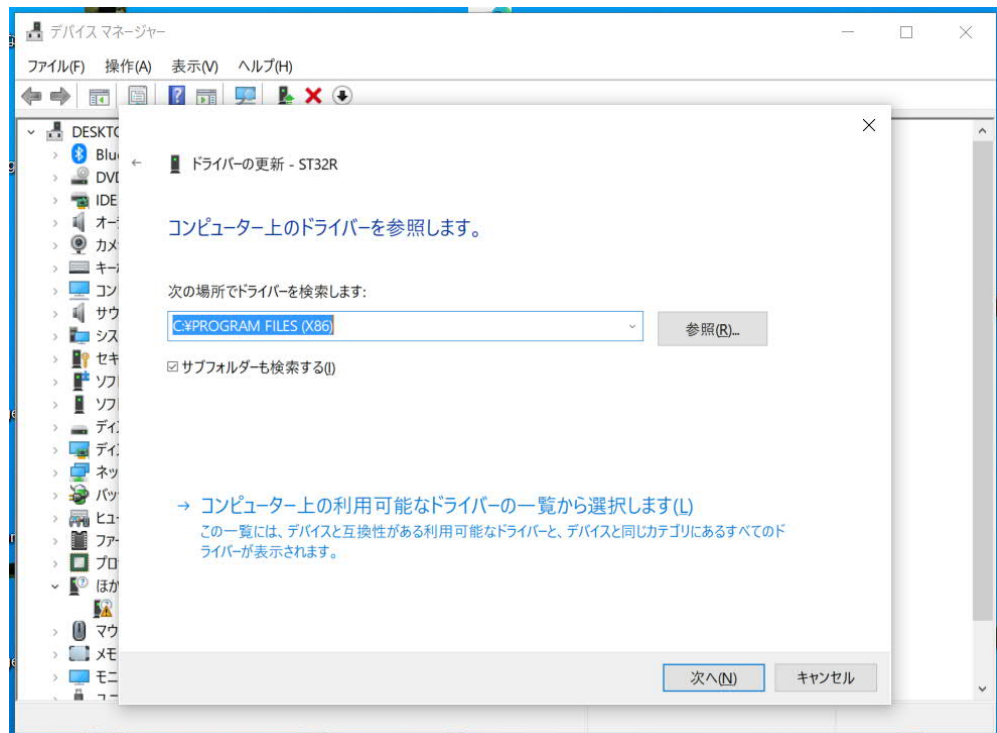 デバイス マネージャー
ファイル(F) 操作(A) 表示(V) ヘルプ(H)
ドライバーの更新 - ST32R
コンピューター上のドライバーを参照します。
次の場所でドライバーを検索します:
C:¥PROGRAM FILES (X86)
参照(R)...
サブフォルダーも検索する(I)
→ コンピューター上の利用可能なドライバーの一覧から選択します(L)
この一覧には、デバイスと互換性がある利用可能なドライバーと、デバイスと同じカテゴリにあるすべてのド
ライバーが表示されます。
次へ(N) キャンセル
DESKTO
Blu
DVD
IDE
オー
カメ
キー
コン
サウ
シス
セキ
ソフ
ソフ
ディ
ディ
ネッ
バッ
ヒュ
ファ
プロ
ほか
マウ
メモ
モニ
ユニ